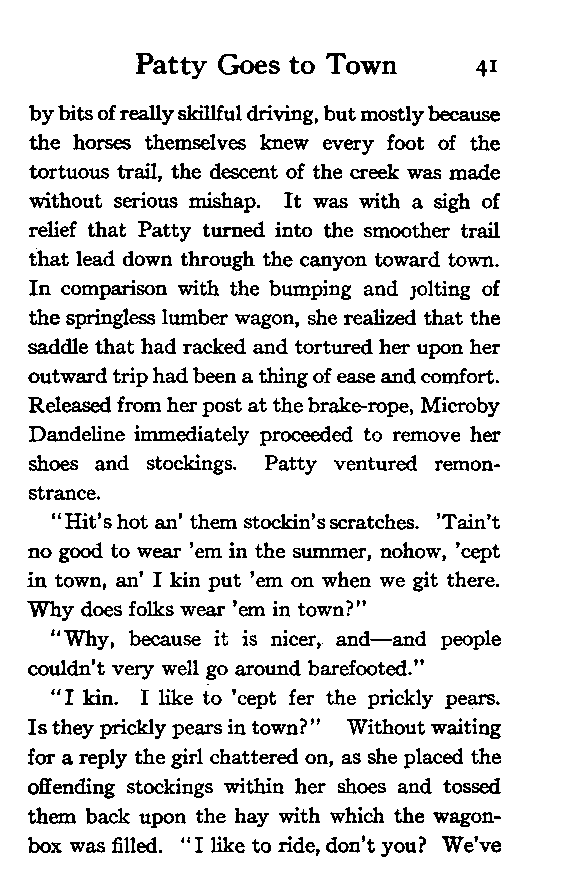 Patty Goes to Town 41
by bits of really skillful driving, but mostly because
the horses themselves knew every foot of the
tortuous trail, the descent of the creek was made
without serious mishap. It was with a sigh of
relief that Patty turned into the smoother trail
that lead down through the canyon toward town.
In comparison with the bumping and jolting of
the springless lumber wagon, she realized that the
saddle that had racked and tortured her upon her
outward trip had been a thing of ease and comfort.
Released from her post at the brake-rope, Microby
Dandeline immediately proceeded to remove her
shoes and stockings. Patty ventured remon-
strance.
"Hit's hot an' them stockin's scratches. 'Tain't
no good to wear 'em in the summer, nohow, 'cept
in town, an' I kin put 'em on when we git there.
Why does folks wear 'em in town?"
"Why, because it is nicer, and—and people
couldn't very well go around barefooted."
"I kin. I like to 'cept fer the prickly pears.
Is they prickly pears in town?" Without waiting
for a reply the girl chattered on, as she placed the
offending stockings within her shoes and tossed
them back upon the hay with which the wagon-
box was filled. "I like to ride, don't you? We've